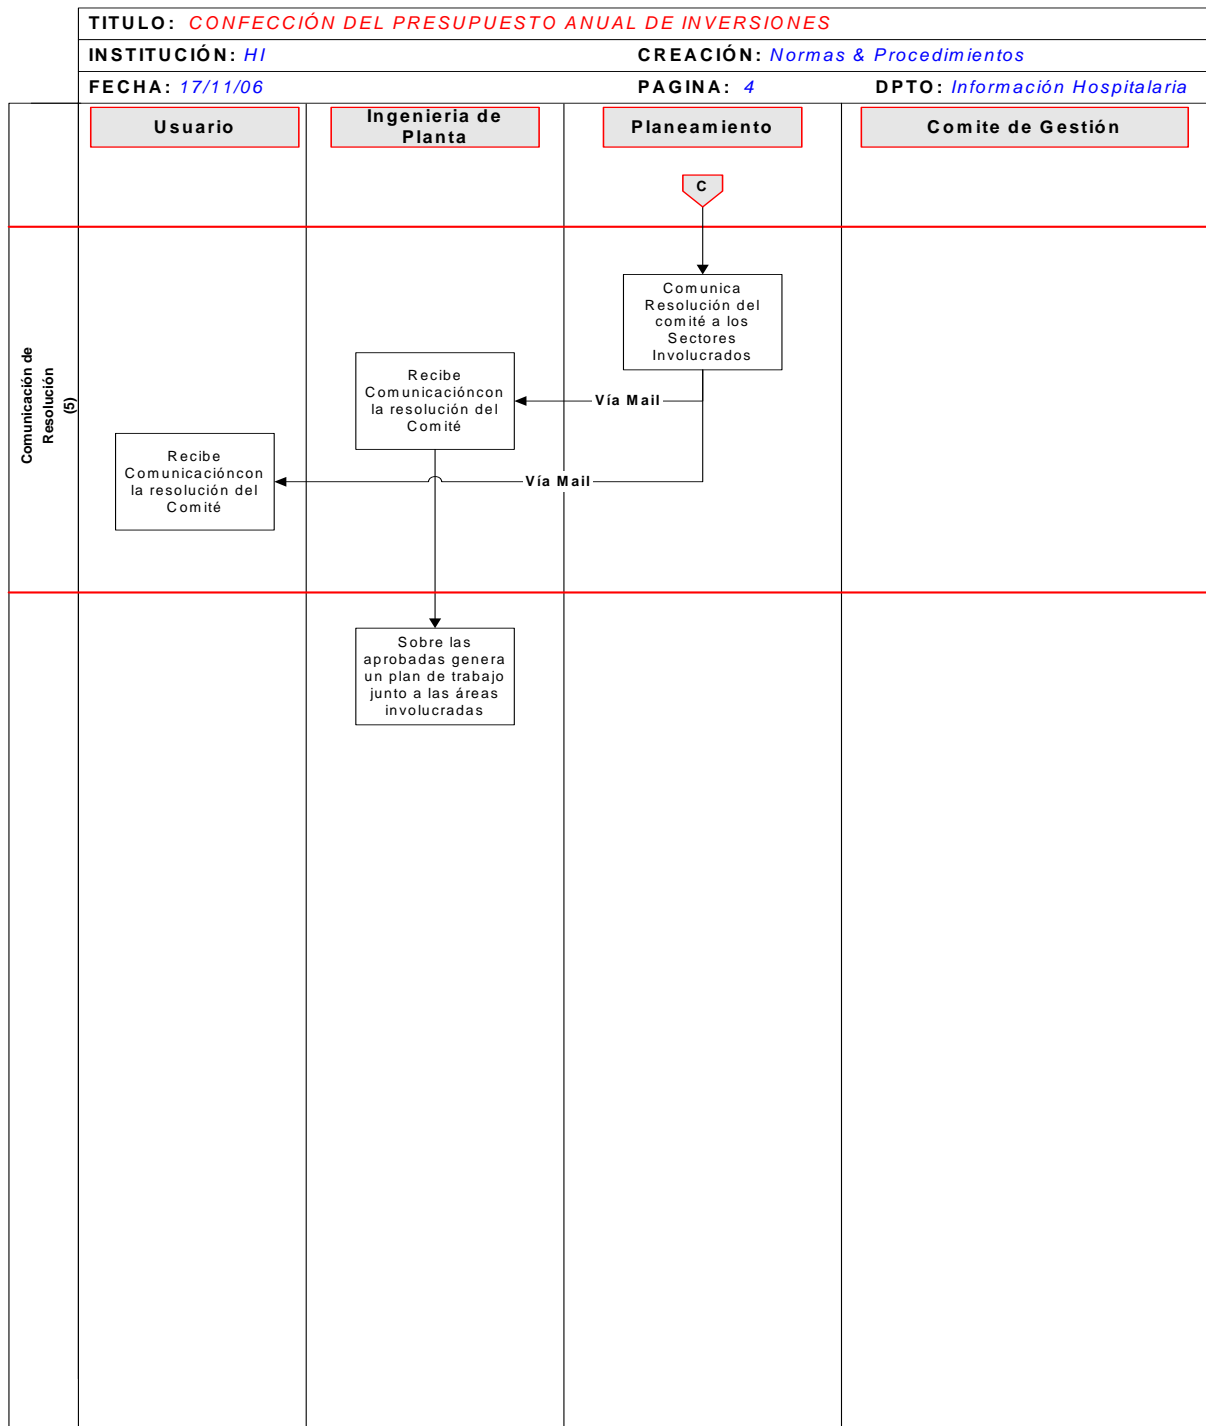 TITULO: CONFECCIÓN DEL PRESUPUESTO ANUAL DE INVERSIONES
INSTITUCIÓN: HI
CREACIÓN: Normas & Procedimientos
FECHA: 17/11/06
PAGINA: 4
DPTO: Información Hospitalaria
Usuario
Ingenieria de
Planta
Planeamiento
Comite de Gestión
C
Comunicación de
Resolución
(5)
Comunica
Resolución del
comité a los
Sectores
Involucrados
Recibe
Comunicacióncon
la resolución del
Comité
Vía Mail
Recibe
Comunicacióncon
la resolución del
Comité
Vía Mail
Sobre las
aprobadas genera
un plan de trabajo
junto a las áreas
involucradas